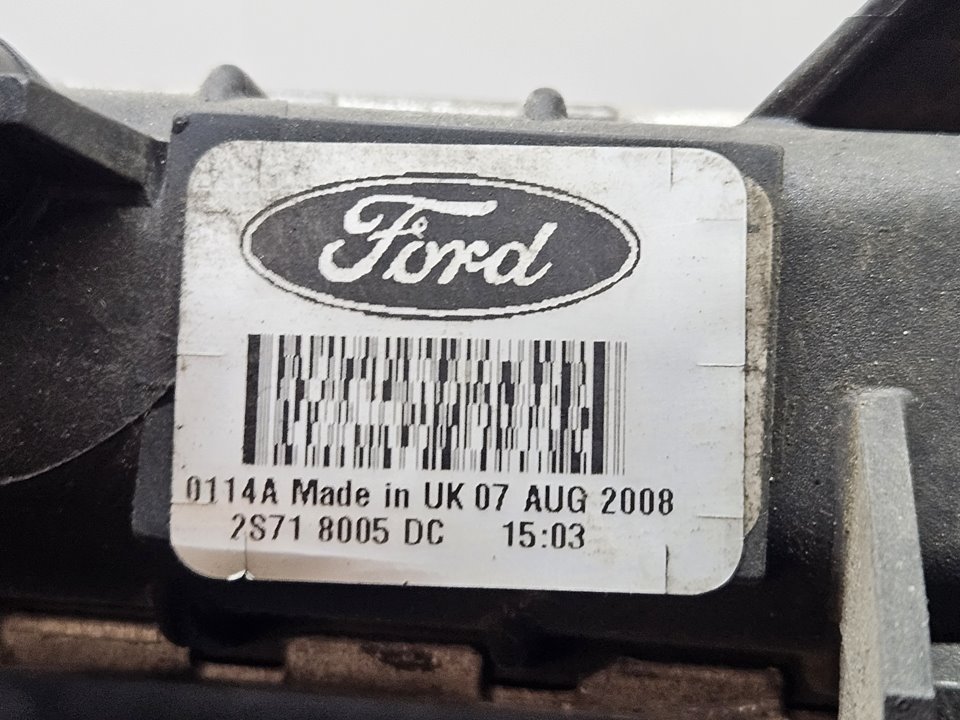 Ford
0114A Made in UK 07 AUG 2008
2S71 8005 DC 15:03